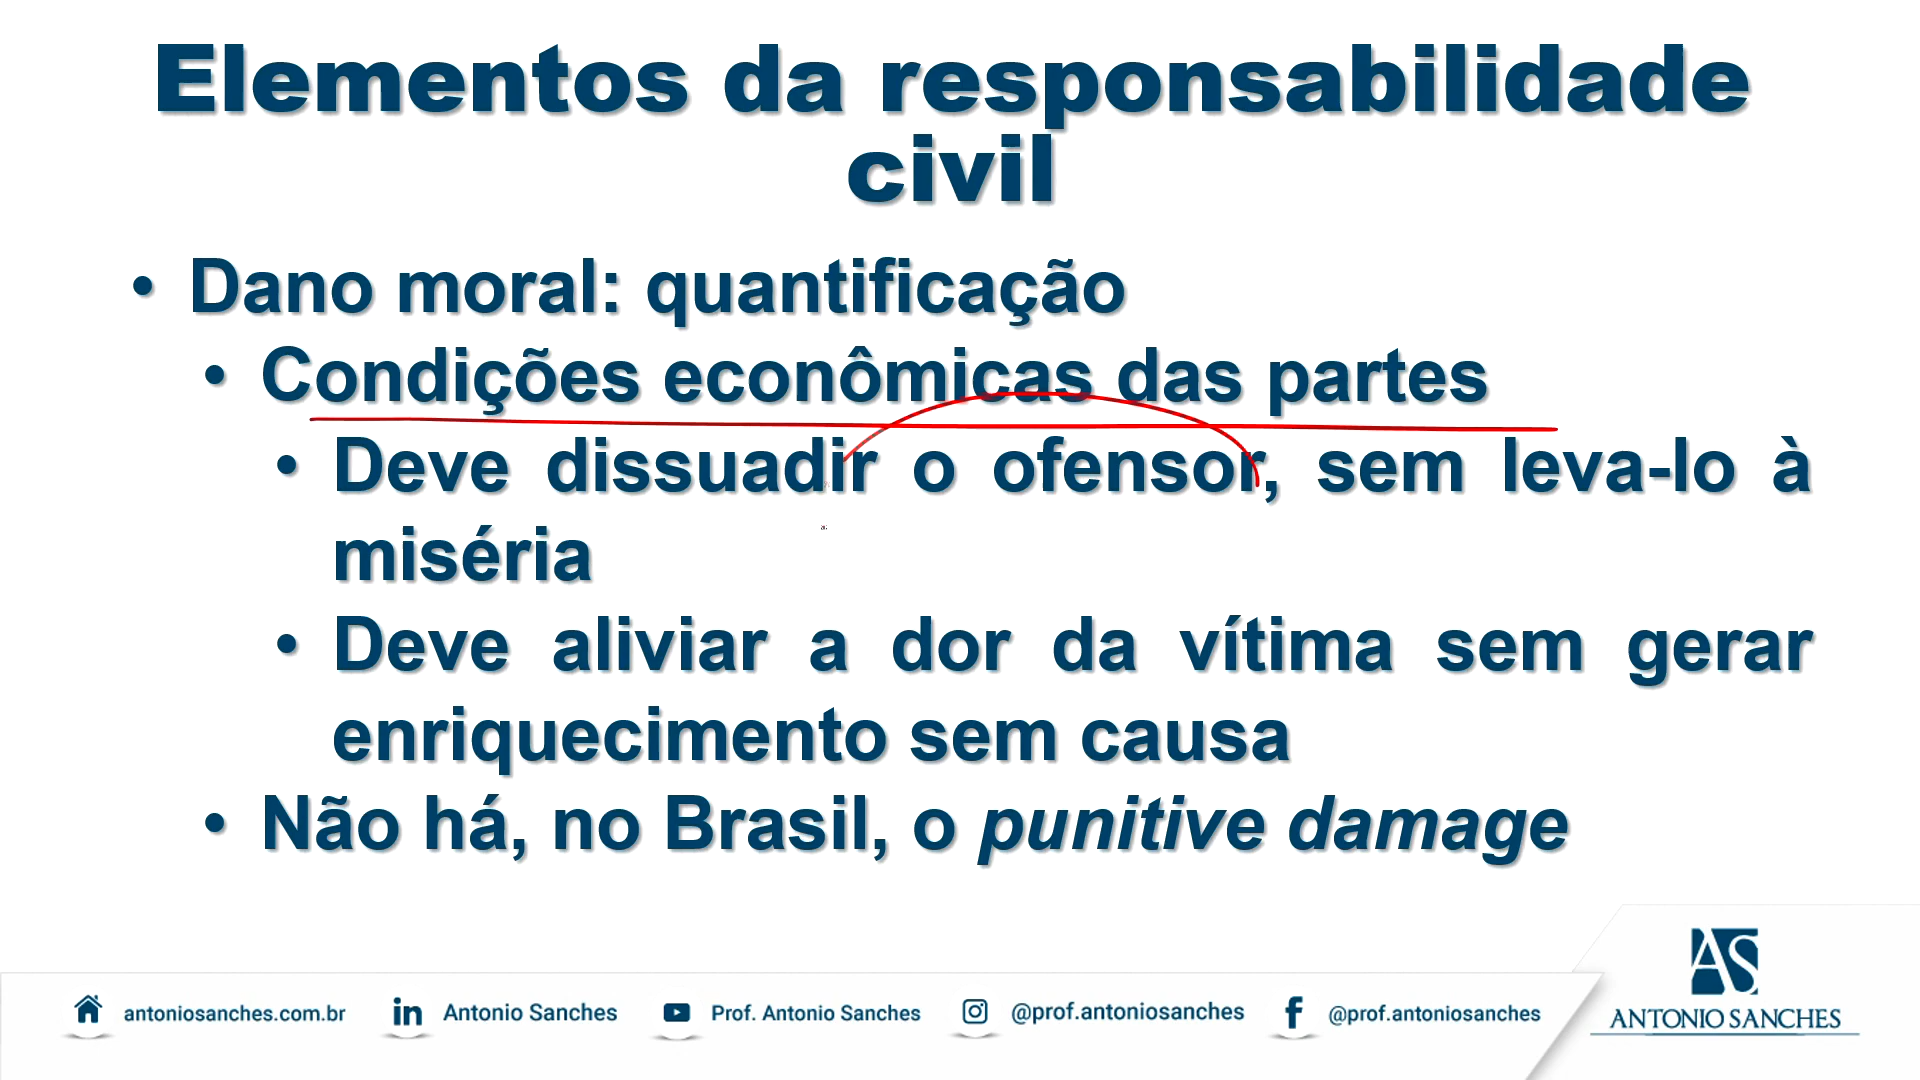 Elementos da responsabilidade
civil
• Dano moral: quantificação
• Condições econômicas das partes
• Deve dissuadir o ofensor, sem leva-lo à
miséria
• Deve aliviar a dor da vítima sem gerar
enriquecimento sem causa
• Não há, no Brasil, o punitive damage
antoniosanches.com.br
Antonio Sanches
Prof. Antonio Sanches
@prof.antoniosanches
@prof.antoniosanches
AS
ANTONIO SANCHES